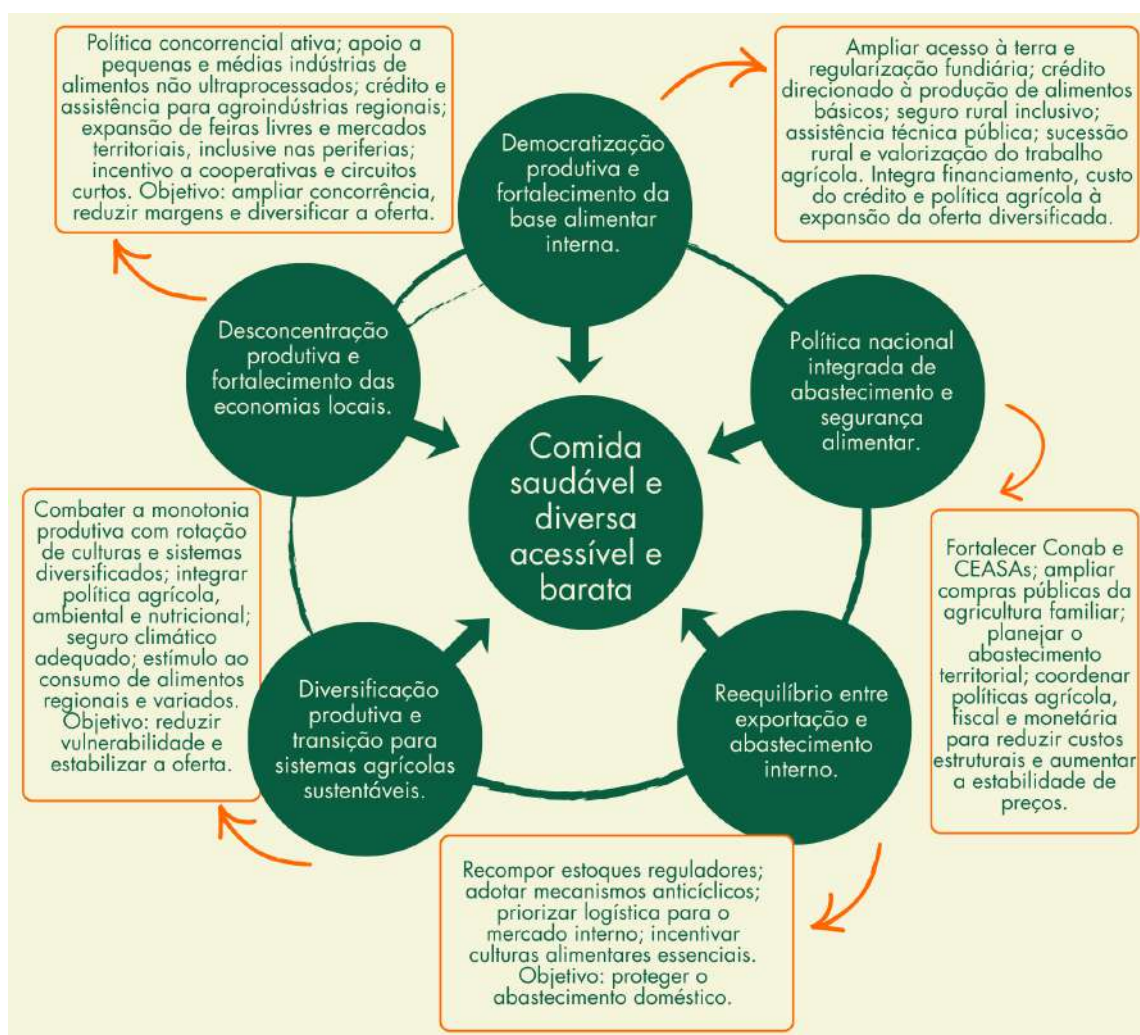 Política concorrencial ativa; apoio a
pequenas e médias indústrias de
alimentos não ultraprocessados; crédito e
assistência para agroindústrias regionais;
expansão de feiras livres e mercados
territoriais, inclusive nas periferias;
incentivo a cooperativas e circuitos
curtos. Objetivo: ampliar concorrência,
reduzir margens e diversificar a oferta.
Democratização
produtiva e
fortalecimento da
base alimentar
interna.
Ampliar acesso à terra e
regularização fundiária; crédito
direcionado à produção de alimentos
básicos; seguro rural inclusivo;
assistência técnica pública; sucessão
rural e valorização do trabalho
agrícola. Integra financiamento, custo
do crédito e política agrícola à
expansão da oferta diversificada.
Desconcentração
produtiva e
fortalecimento das
economias locais.
Política nacional
integrada de
abastecimento e
segurança
alimentar.
Comida
saudável e
diversa
acessível e
barata
Combater a monotonia
produtiva com rotação
de culturas e sistemas
diversificados; integrar
política agrícola,
ambiental e nutricional;
seguro climático
adequado; estímulo ao
consumo de alimentos
regionais e variados.
Objetivo: reduzir
vulnerabilidade e
estabilizar a oferta.
Diversificação
produtiva e
transição para
sistemas agrícolas
sustentáveis.
Reequilíbrio entre
exportação e
abastecimento
interno.
Fortalecer Conab e
CEASAs; ampliar
compras públicas da
agricultura familiar;
planejar o
abastecimento
territorial; coordenar
políticas agrícola,
fiscal e monetária
para reduzir custos
estruturais e aumentar
a estabilidade de
preços.
Recompor estoques reguladores;
adotar mecanismos anticíclicos;
priorizar logística para o
mercado interno; incentivar
culturas alimentares essenciais.
Objetivo: proteger o
abastecimento doméstico.